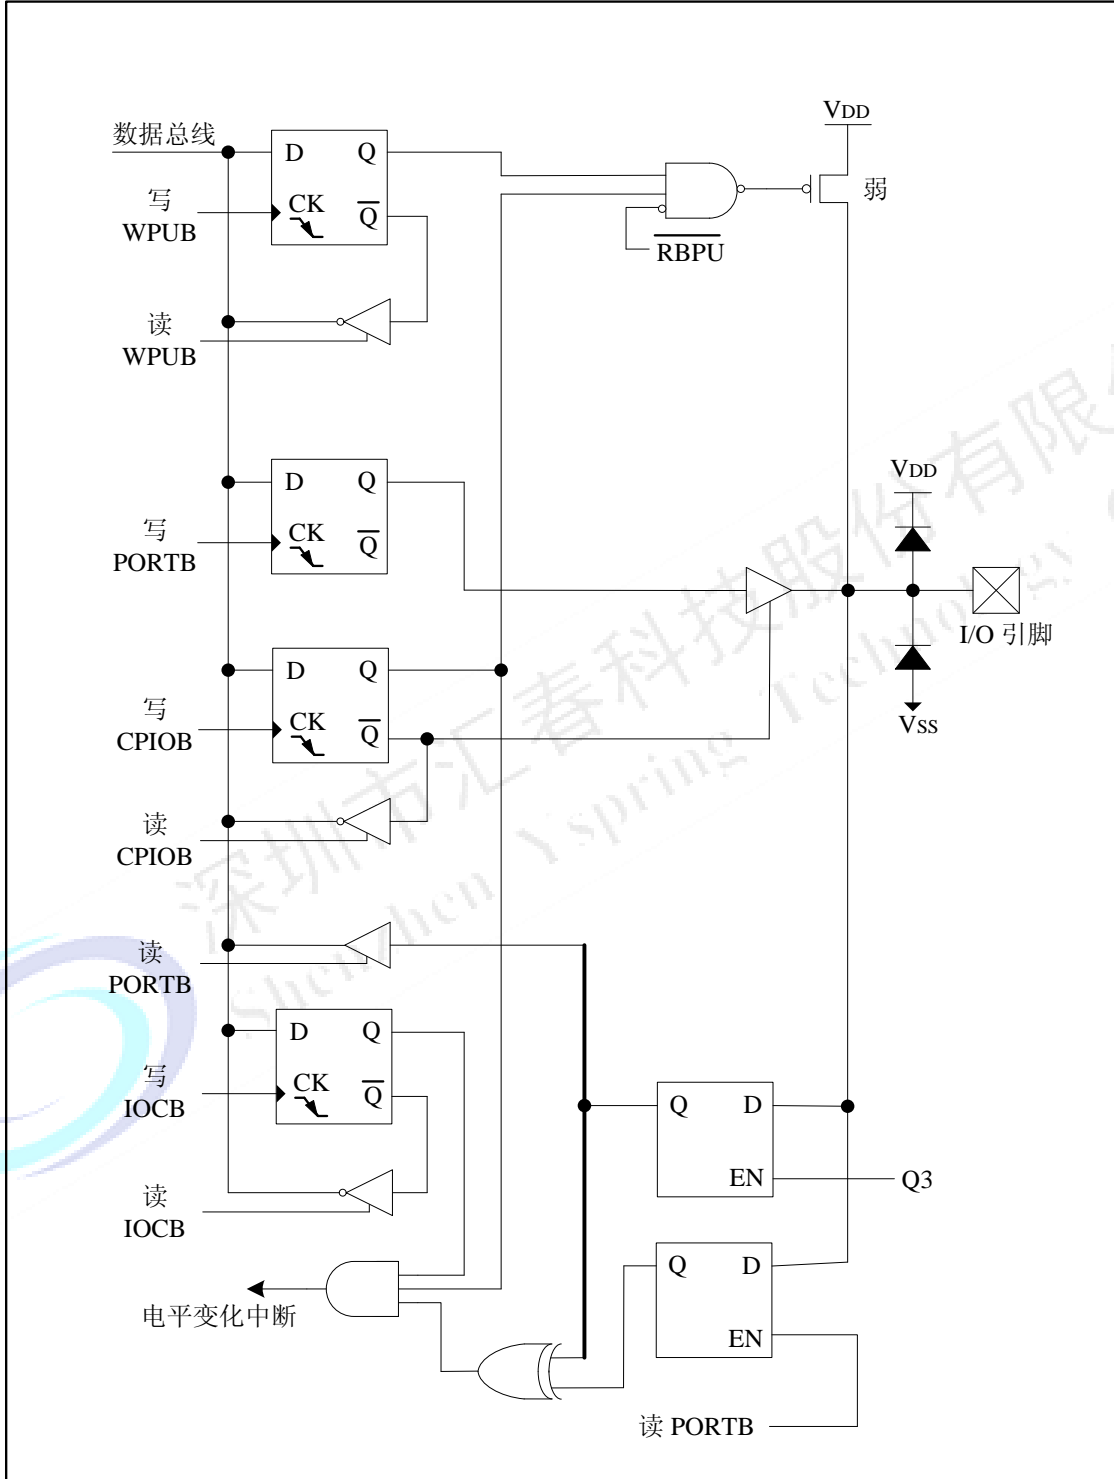 数据总线
D Q
写
WPUB
CK
Q
读
WPUB
VDD
弱
RBPU
D Q
写
PORTB
CK
Q
VDD
I/O 引脚
VSS
D Q
写
CPIOB
CK
Q
读
CPIOB
读
PORTB
D Q
写
IOCB
CK
Q
读
IOCB
Q D
EN
Q3
Q D
EN
电平变化中断
读 PORTB
深圳市汇春科技股份有限
Shenzhen Yspring Technology